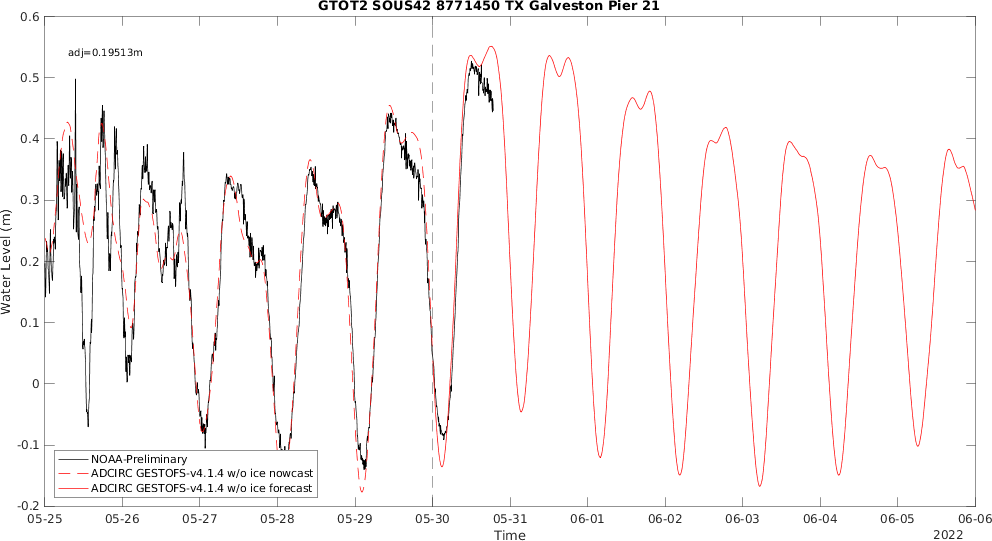 GTOT2 SOUS42 8771450 TX Galveston Pier 21
adj=0.19513m
0.6
0.5
0.4
0.3
0.2
0.1
0
-0.1
-0.2
Water Level (m)
NOAA-Preliminary
ADCIRC GESTOFS-v4.1.4 w/o ice nowcast
ADCIRC GESTOFS-v4.1.4 w/o ice forecast
05-25 05-26 05-27 05-28 05-29 05-30 05-31 06-01 06-02 06-03 06-04 06-05 06-06
Time
2022